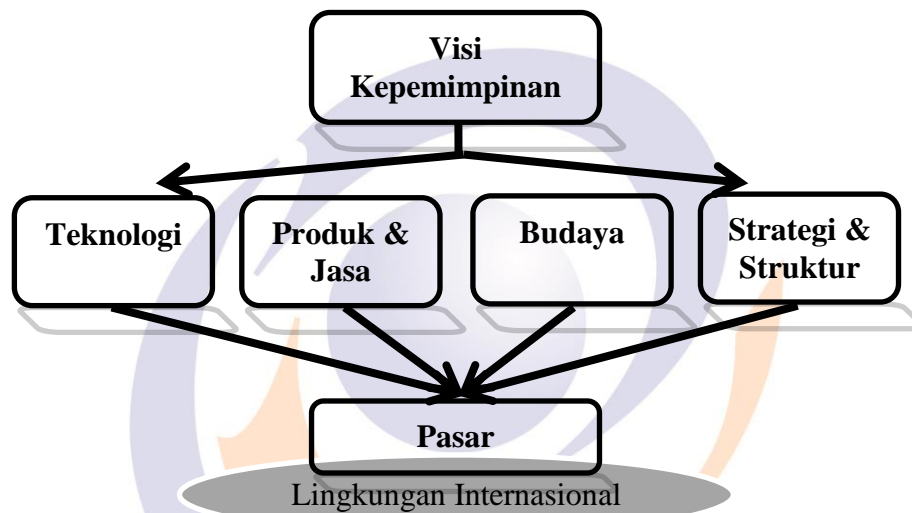 Visi
Kepemimpinan
Teknologi
Produk &
Jasa
Budaya
Strategi &
Struktur
Pasar
Lingkungan Internasional